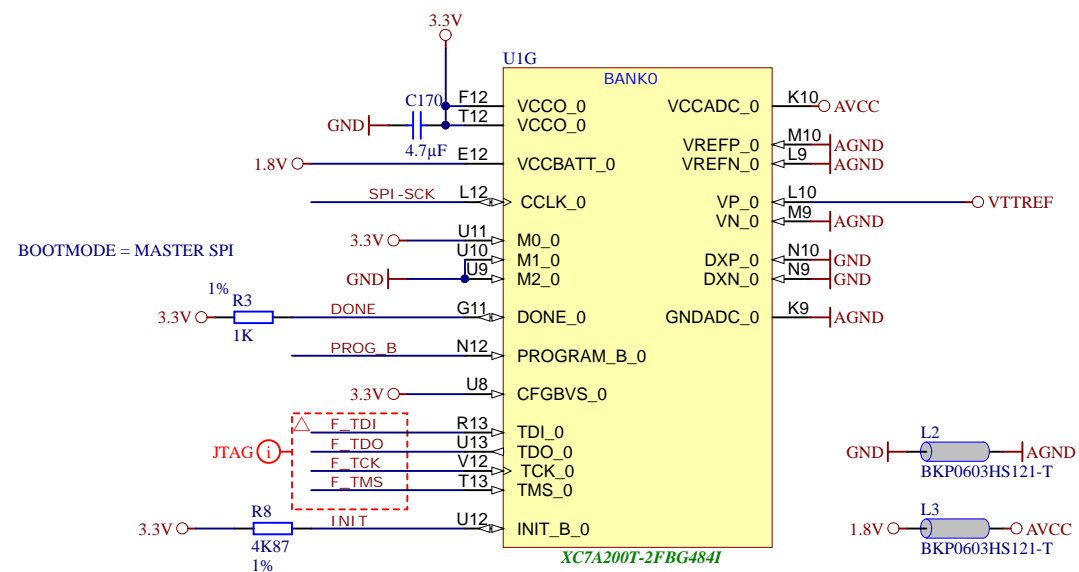 3.3V
U1G
BANK0
F12 VCCO_0
VCCADC_0 K10 AVCC
C170
T12 VCCO_0
GND
4.7µF
VREFP_0 M10 AGND
1.8V E12 VCCBATT_0
VREFN_0 L9 AGND
SPI-SCK L12 CCLK_0
VP_0 L10 VTTREF
VN_0 M9 AGND
3.3V U11 M0_0
BOOTMODE = MASTER SPI
U10 M1_0
DXP_0 N10 GND
GND U9 M2_0
DXN_0 N9 GND
1%
R3
3.3V DONE G11 DONE_0
1K
GNDADC_0 K9 AGND
PROG_B N12 PROGRAM_B_0
3.3V U8 CFGBVS_0
F_TDI R13 TDI_0
JTAG i F_TDO U13 TDO_0
F_TCK V12 TCK_0
F_TMS T13 TMS_0
R8
3.3V INIT U12 INIT_B_0
4K87
1%
XC7A200T-2FBG484I
L2
GND AGND
BKP0603HS121-T
L3
1.8V AVCC
BKP0603HS121-T